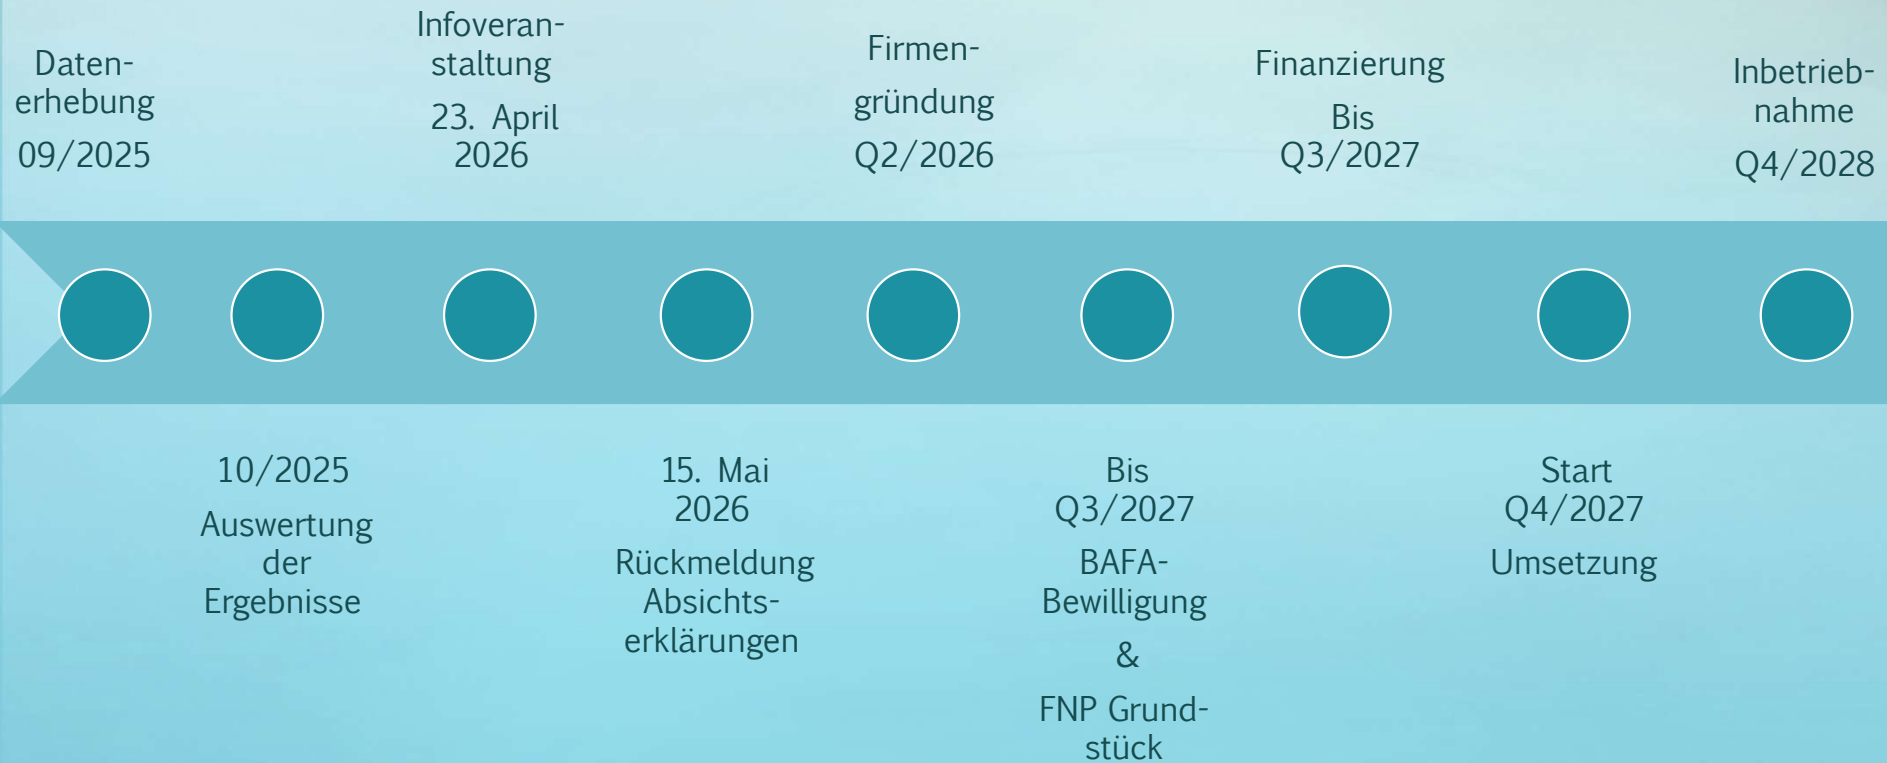 Daten-
erhebung
09/2025
10/2025
Auswertung
der
Ergebnisse
Infoveran-
staltung
23. April
2026
15. Mai
2026
Rückmeldung
Absichts-
erklärungen
Firmen-
gründung
Q2/2026
Bis
Q3/2027
BAFA-
Bewilligung
&
FNP Grund-
stück
Finanzierung
Bis
Q3/2027
Start
Q4/2027
Umsetzung
Inbetrieb-
nahme
Q4/2028